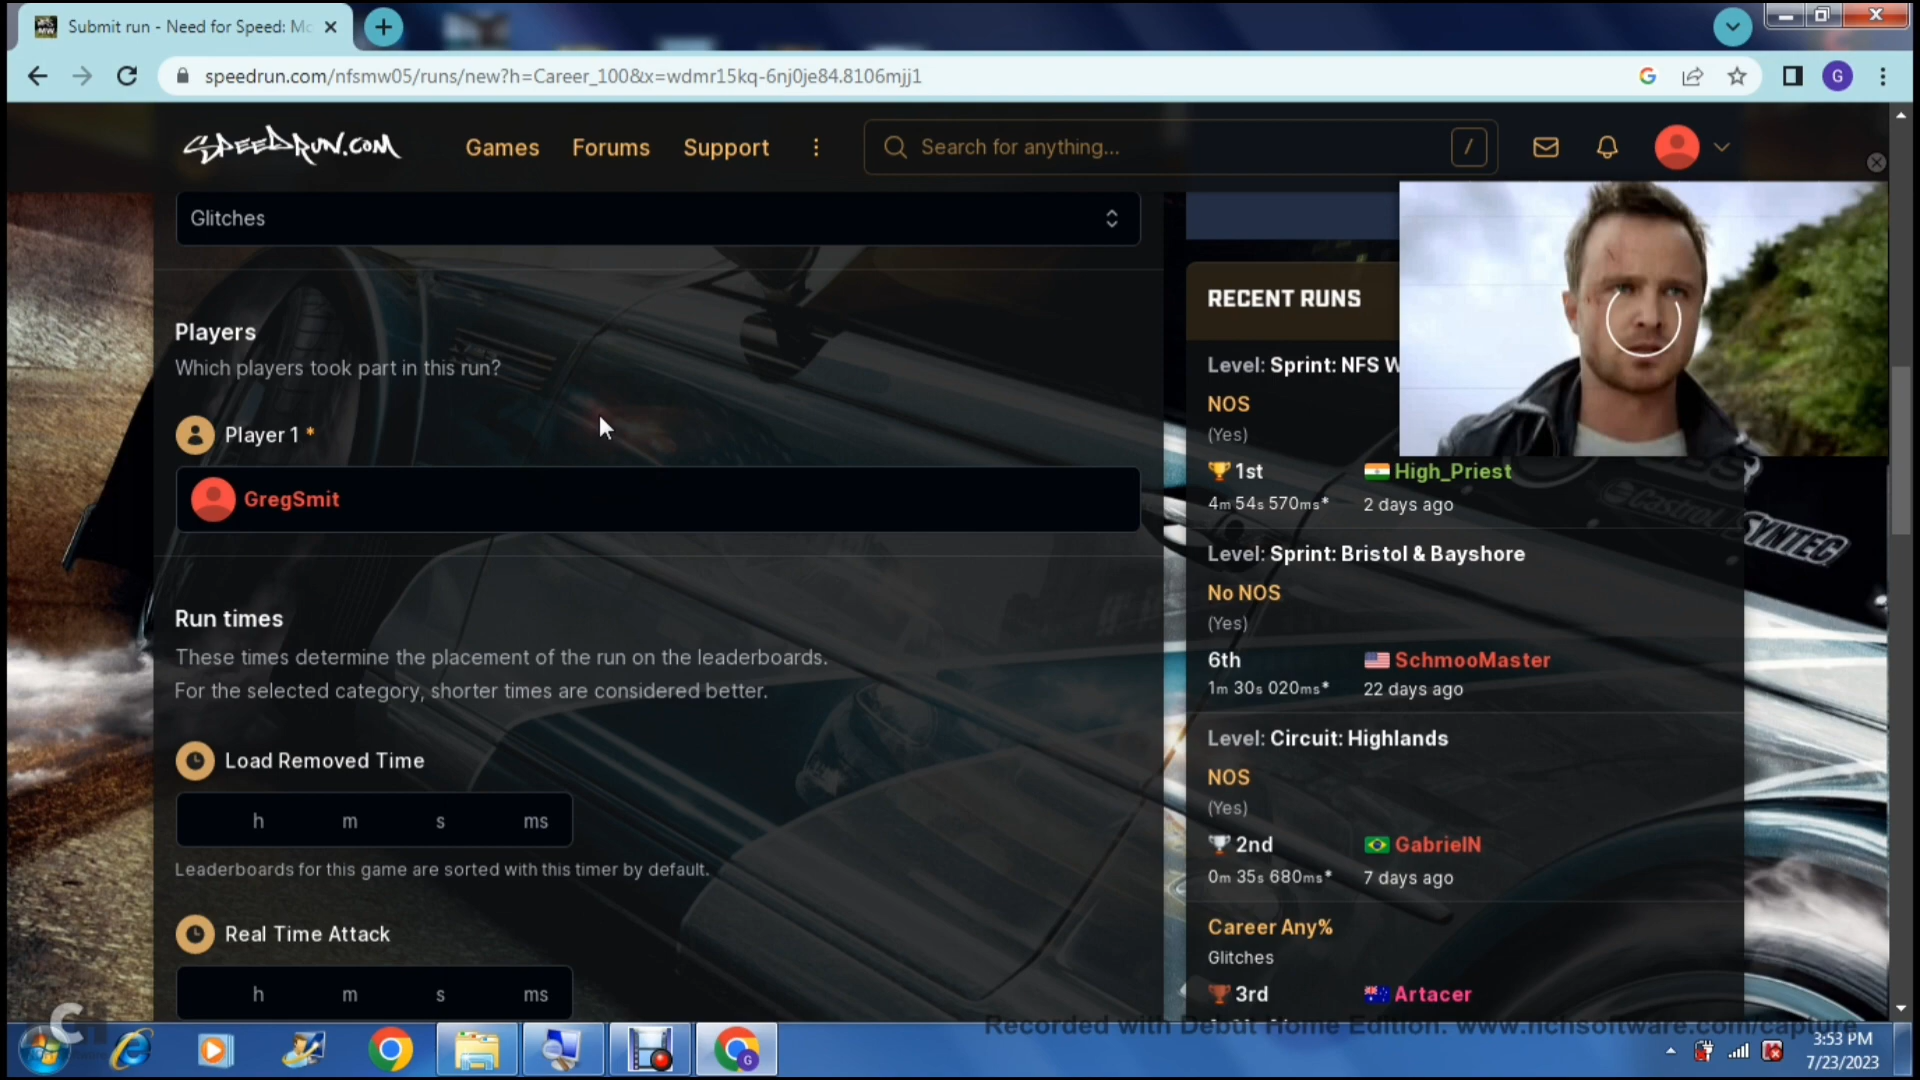 Submit run - Need for Speed: Mo
speedrun.com/nfsmw05/runs/new?h=Career_100&x=wdmr15kq-6nj0je84.8106mjj1
G
SPEEDRUN.COM
Games
Forums
Support
Search for anything...
/
Glitches
Players
Which players took part in this run?
Player 1 *
GregSmit
Run times
These times determine the placement of the run on the leaderboards.
For the selected category, shorter times are considered better.
Load Removed Time
h m s ms
Leaderboards for this game are sorted with this timer by default.
Real Time Attack
h m s ms
RECENT RUNS
Level: Sprint: NFS W
NOS
(Yes)
1st High_Priest
4m 54s 570ms* 2 days ago
Level: Sprint: Bristol & Bayshore
No NOS
(Yes)
6th SchmooMaster
1m 30s 020ms* 22 days ago
Level: Circuit: Highlands
NOS
(Yes)
2nd GabrielN
0m 35s 680ms* 7 days ago
Career Any%
Glitches
3rd Artacer
Castrol
SYNTEC
Recorded with Debut Home Edition. www.nchsoftware.com/capture
3:53 PM
7/23/2023